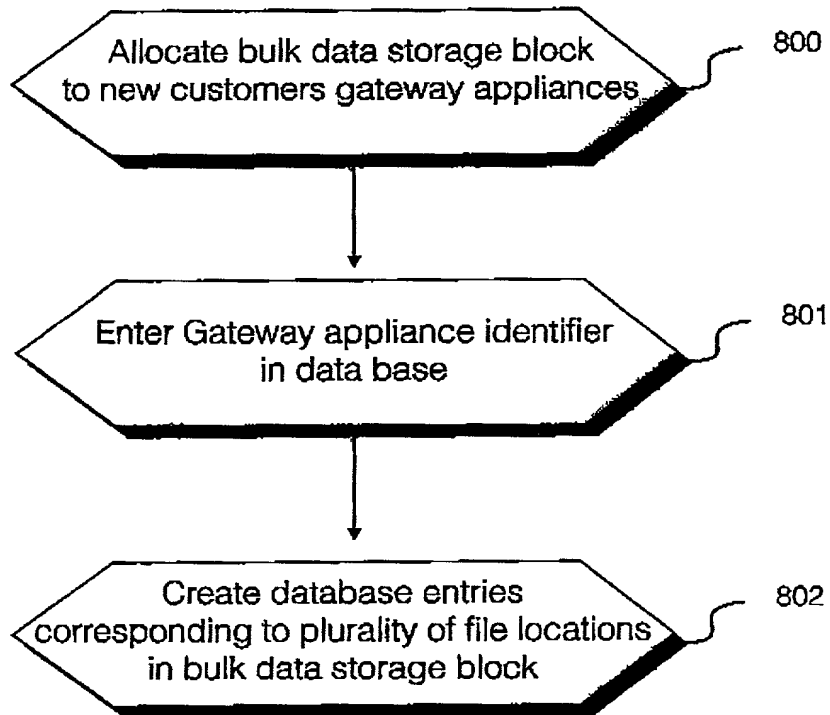 Allocate bulk data storage block
to new customers gateway appliances
800
Enter Gateway appliance identifier
in data base
801
Create database entries
corresponding to plurality of file locations
in bulk data storage block
802